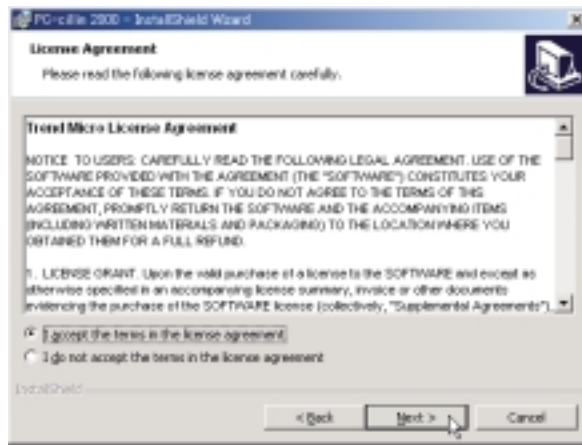 PC-cillin 2000 - InstallShield Wizard
License Agreement
Please read the following license agreement carefully.
Trend Micro License Agreement
NOTICE TO USERS: CAREFULLY READ THE FOLLOWING LEGAL AGREEMENT. USE OF THE
SOFTWARE PROVIDED WITH THE AGREEMENT (THE "SOFTWARE") CONSTITUTES YOUR
ACCEPTANCE OF THESE TERMS. IF YOU DO NOT AGREE TO THE TERMS OF THIS
AGREEMENT, PROMPTLY RETURN THE SOFTWARE AND THE ACCOMPANYING ITEMS
(INCLUDING WRITTEN MATERIALS AND PACKAGING) TO THE LOCATION WHERE YOU
OBTAINED THEM FOR A FULL REFUND.
1. LICENSE GRANT. Upon the valid purchase of a license to the SOFTWARE and except as
otherwise specified in an accompanying license summary, invoice or other documents
evidencing the purchase of the SOFTWARE license (collectively, "Supplemental Agreements"),
I accept the terms in the license agreement
I do not accept the terms in the license agreement
InstallShield
< Back Next > Cancel